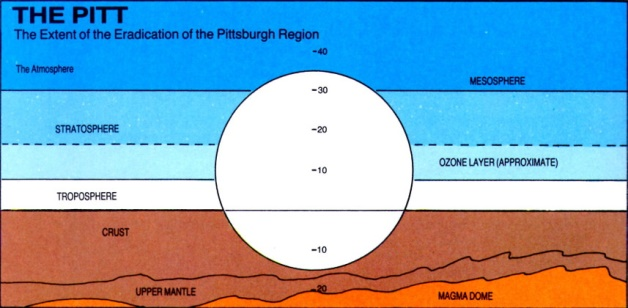 THE PITT
The Extent of the Eradication of the Pittsburgh Region
-40
The Atmosphere
MESOSPHERE
-30
STRATOSPHERE
-20
OZONE LAYER (APPROXIMATE)
-10
TROPOSPHERE
CRUST
-10
UPPER MANTLE
-20
MAGMA DOME